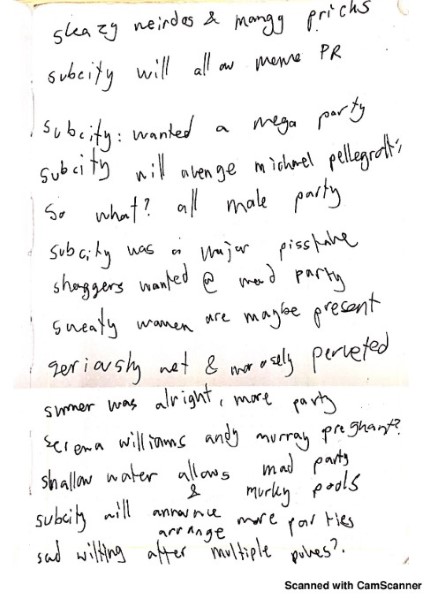 sleazy weirdos & mangy pricks
subcity will allow meme PR
subcity: wanted a mega party
subcity will avenge michael pellegrotti
So what? all male party
subcity was a major pisstake
shaggers wanted @ mad party
sweaty women are maybe present
seriously wet & morosely perveted
summer was alright, more party
serena williams andy murray pregnant?
shallow water allows mad party
& murky pools
subcity will announce more parties
arrange
sad wilting after multiple pukes?
Scanned with CamScanner